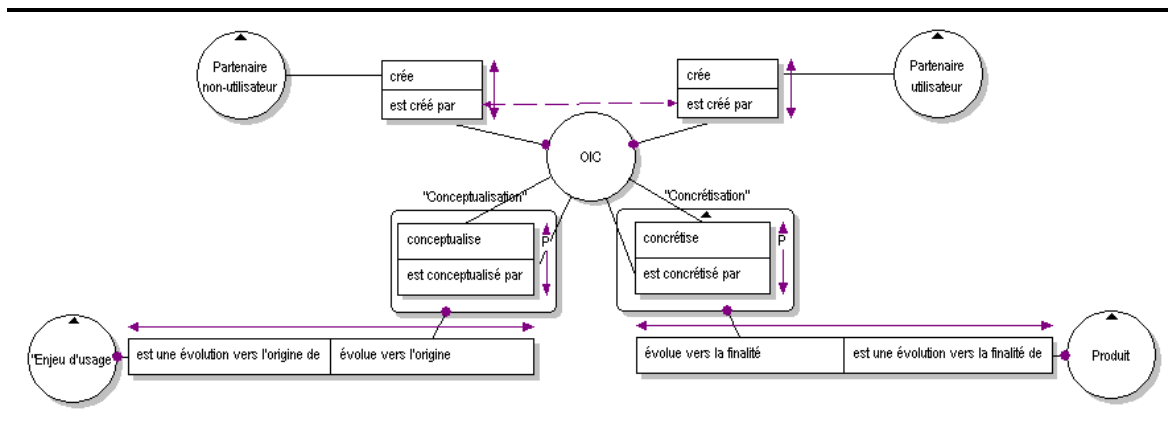 Partenaire
non-utilisateur
crée
est créé par
crée
est créé par
Partenaire
utilisateur
OIC
"Conceptualisation"
"Concrétisation"
conceptualise
est conceptualisé par
P
concrétise
est concrétisé par
P
"Enjeu d'usage
est une évolution vers l'origine de
évolue vers l'origine
évolue vers la finalité
est une évolution vers la finalité de
Produit